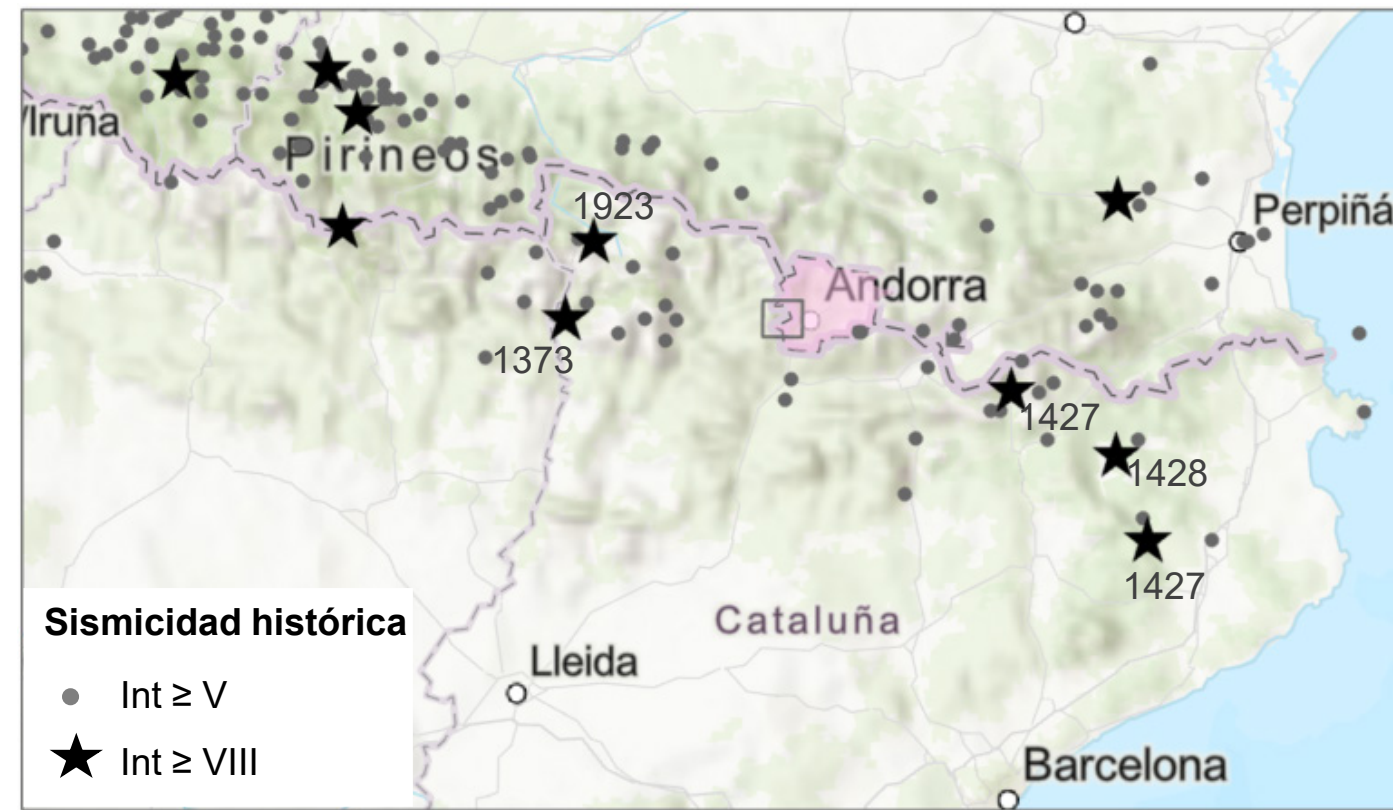 /Iruña
Pirineos
1923
Perpiñá
Andorra
1373
1427
1428
1427
Cataluña
Sismicidad histórica
Int ≥ V
Int ≥ VIII
Lleida
Barcelona